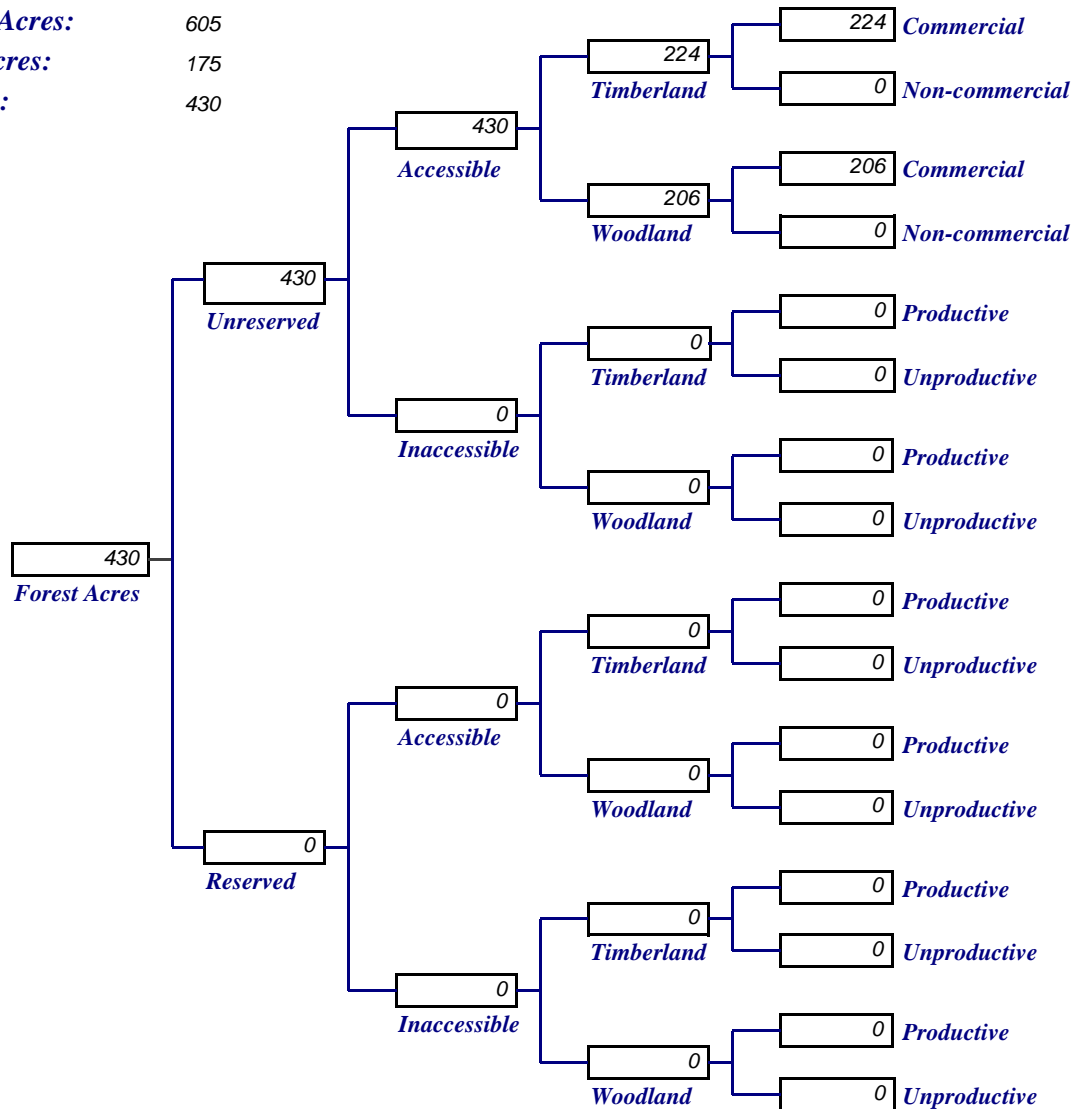 Acres: 605
cres: 175
: 430
224 Commercial
224
Timberland
0 Non-commercial
430
Accessible
206 Commercial
206
Woodland
0 Non-commercial
430
Unreserved
0 Productive
0
Timberland
0 Unproductive
0
Inaccessible
0 Productive
0
Woodland
0 Unproductive
430
Forest Acres
0 Productive
0
Timberland
0 Unproductive
0
Accessible
0 Productive
0
Woodland
0 Unproductive
0
Reserved
0 Productive
0
Timberland
0 Unproductive
0
Inaccessible
0 Productive
0
Woodland
0 Unproductive